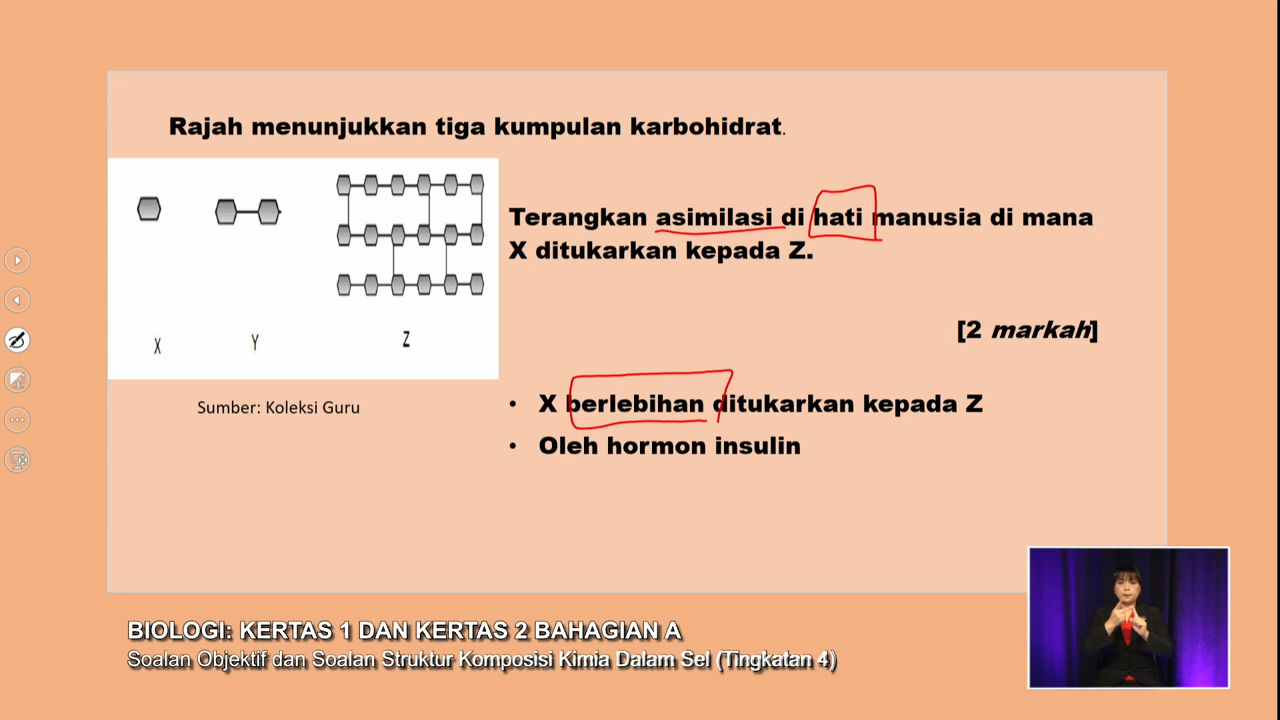 Rajah menunjukkan tiga kumpulan karbohidrat.
X
Y
Z
Sumber: Koleksi Guru
Terangkan asimilasi di hati manusia di mana
X ditukarkan kepada Z.
[2 markah]
• X berlebihan ditukarkan kepada Z
• Oleh hormon insulin
BIOLOGI: KERTAS 1 DAN KERTAS 2 BAHAGIAN A
Soalan Objektif dan Soalan Struktur Komposisi Kimia Dalam Sel (Tingkatan 4)